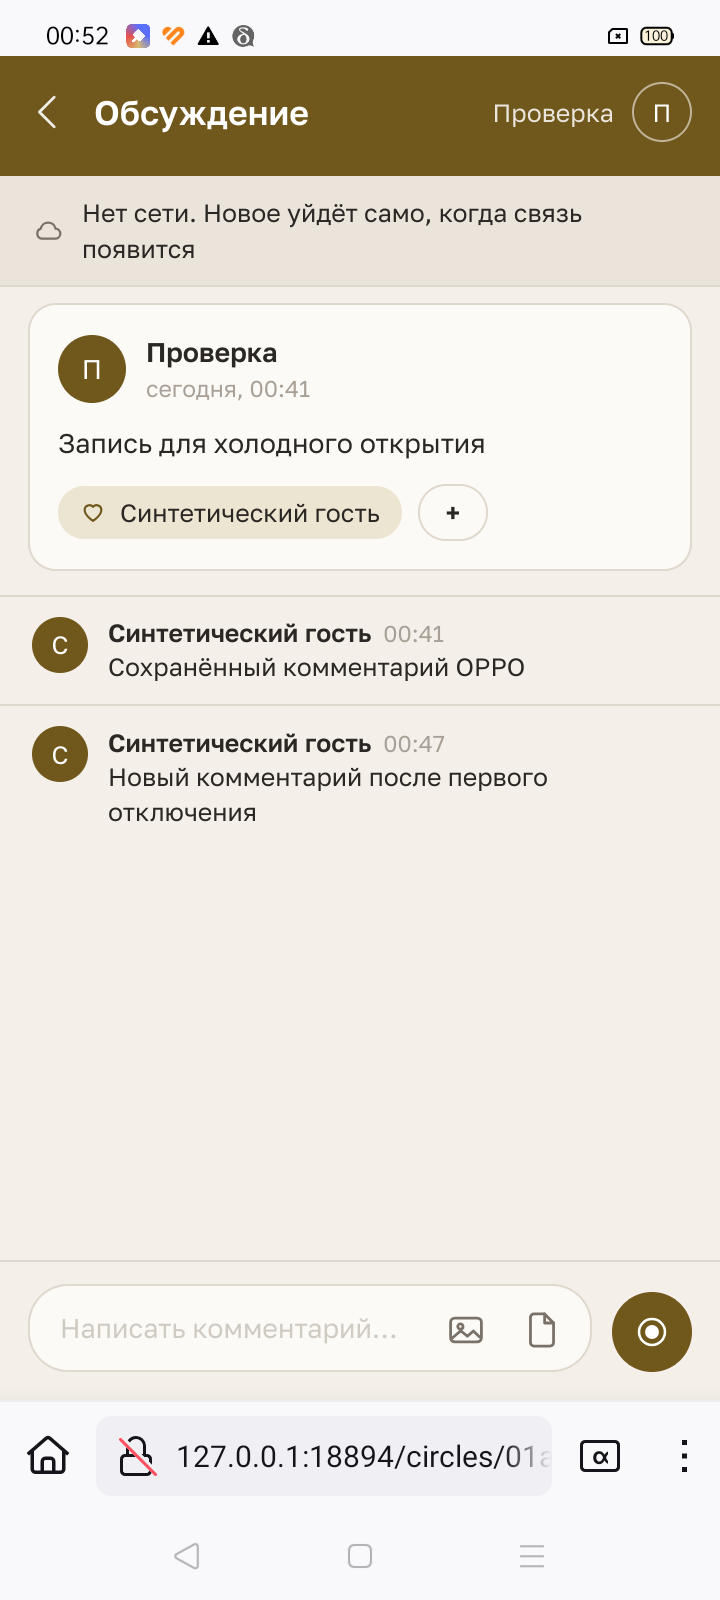 00:52
100
Обсуждение
Проверка
П
Нет сети. Новое уйдёт само, когда связь
появится
П
Проверка
сегодня, 00:41
Запись для холодного открытия
Синтетический гость
+
С
Синтетический гость 00:41
Сохранённый комментарий OPPO
С
Синтетический гость 00:47
Новый комментарий после первого
отключения
Написать комментарий...
127.0.0.1:18894/circles/01a
α